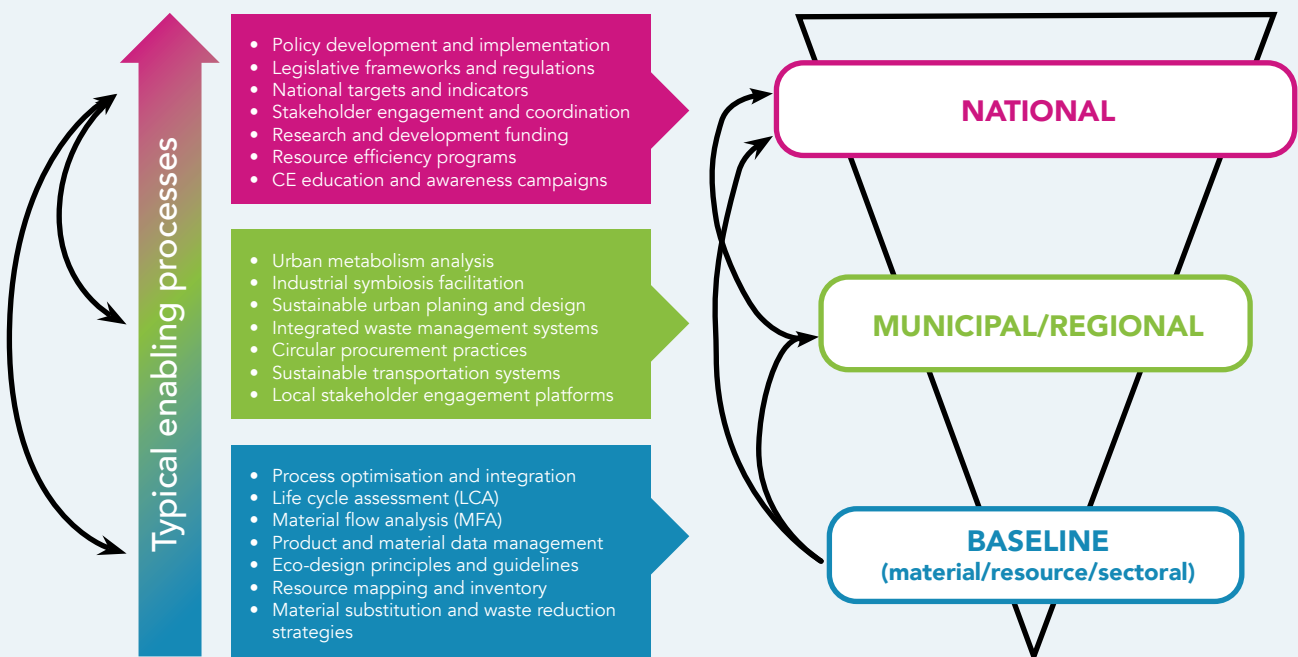 Typical enabling processes
• Policy development and implementation
• Legislative frameworks and regulations
• National targets and indicators
• Stakeholder engagement and coordination
• Research and development funding
• Resource efficiency programs
• CE education and awareness campaigns
NATIONAL
• Urban metabolism analysis
• Industrial symbiosis facilitation
• Sustainable urban planing and design
• Integrated waste management systems
• Circular procurement practices
• Sustainable transportation systems
• Local stakeholder engagement platforms
MUNICIPAL/REGIONAL
• Process optimisation and integration
• Life cycle assessment (LCA)
• Material flow analysis (MFA)
• Product and material data management
• Eco-design principles and guidelines
• Resource mapping and inventory
• Material substitution and waste reduction
strategies
BASELINE
(material/resource/sectoral)